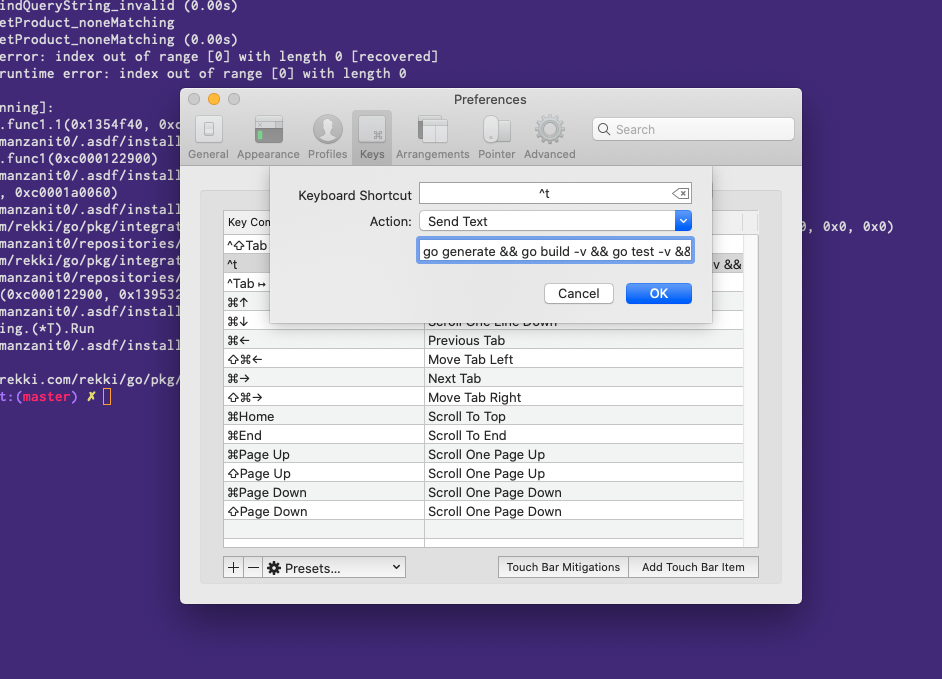 indQueryString_invalid (0.00s)
etProduct_noneMatching
etProduct_noneMatching (0.00s)
error: index out of range [0] with length 0 [recovered]
runtime error: index out of range [0] with length 0
nning]:
.func1.1(0x1354f40, 0xc
manzanit0/.asdf/install
.func1(0xc000122900)
manzanit0/.asdf/install
, 0xc0001a0060)
manzanit0/.asdf/install
m/rekki/go/pkg/integrat 0, 0x0, 0x0)
manzanit0/repositories/
m/rekki/go/pkg/integrat
manzanit0/repositories/
(0xc000122900, 0x139532
manzanit0/.asdf/install
ing.(*T).Run
manzanit0/.asdf/install
rekki.com/rekki/go/pkg/
t:(master) ✗
Preferences
General Appearance Profiles Keys Arrangements Pointer Advanced
Search
Keyboard Shortcut ^t
Action: Send Text
go generate && go build -v && go test -v &&
Cancel OK
Key Com
^⇧Tab
^t v &&
^Tab ↦
⌘↑
⌘↓ Scroll One Line Down
⌘← Previous Tab
⇧⌘← Move Tab Left
⌘→ Next Tab
⇧⌘→ Move Tab Right
⌘Home Scroll To Top
⌘End Scroll To End
⌘Page Up Scroll One Page Up
⇧Page Up Scroll One Page Up
⌘Page Down Scroll One Page Down
⇧Page Down Scroll One Page Down
+ − Presets... Touch Bar Mitigations Add Touch Bar Item